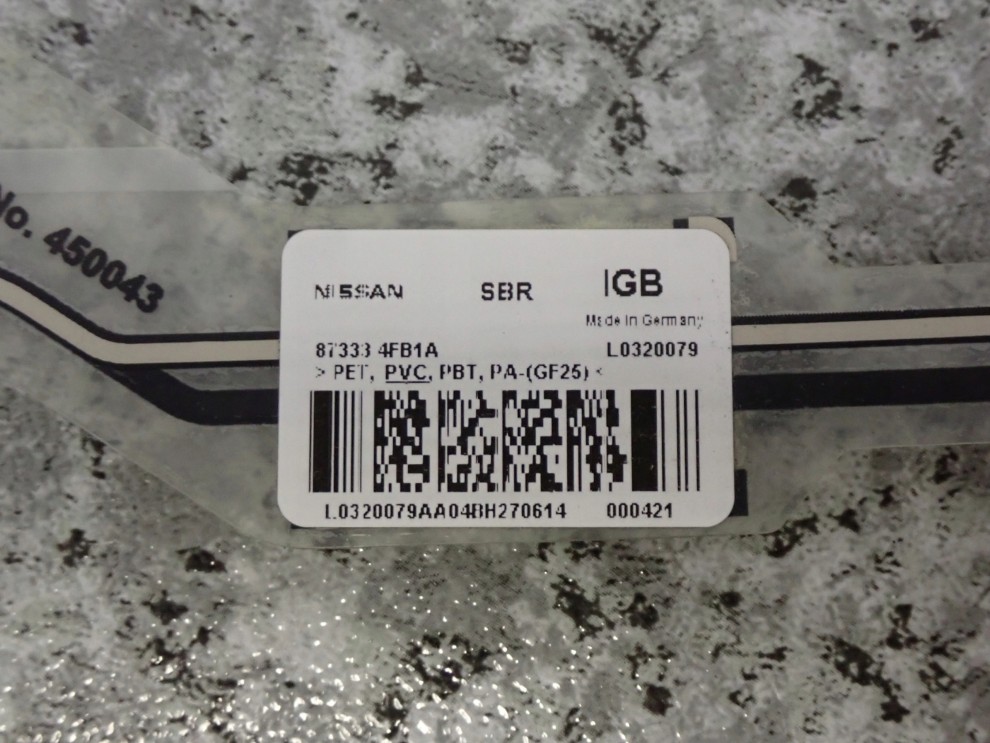 No. 450043
NISSAN SBR IGB
Made in Germany
87333 4FB1A L0320079
> PET, PVC, PBT, PA-(GF25) <
L0320079AA04BH270614 000421